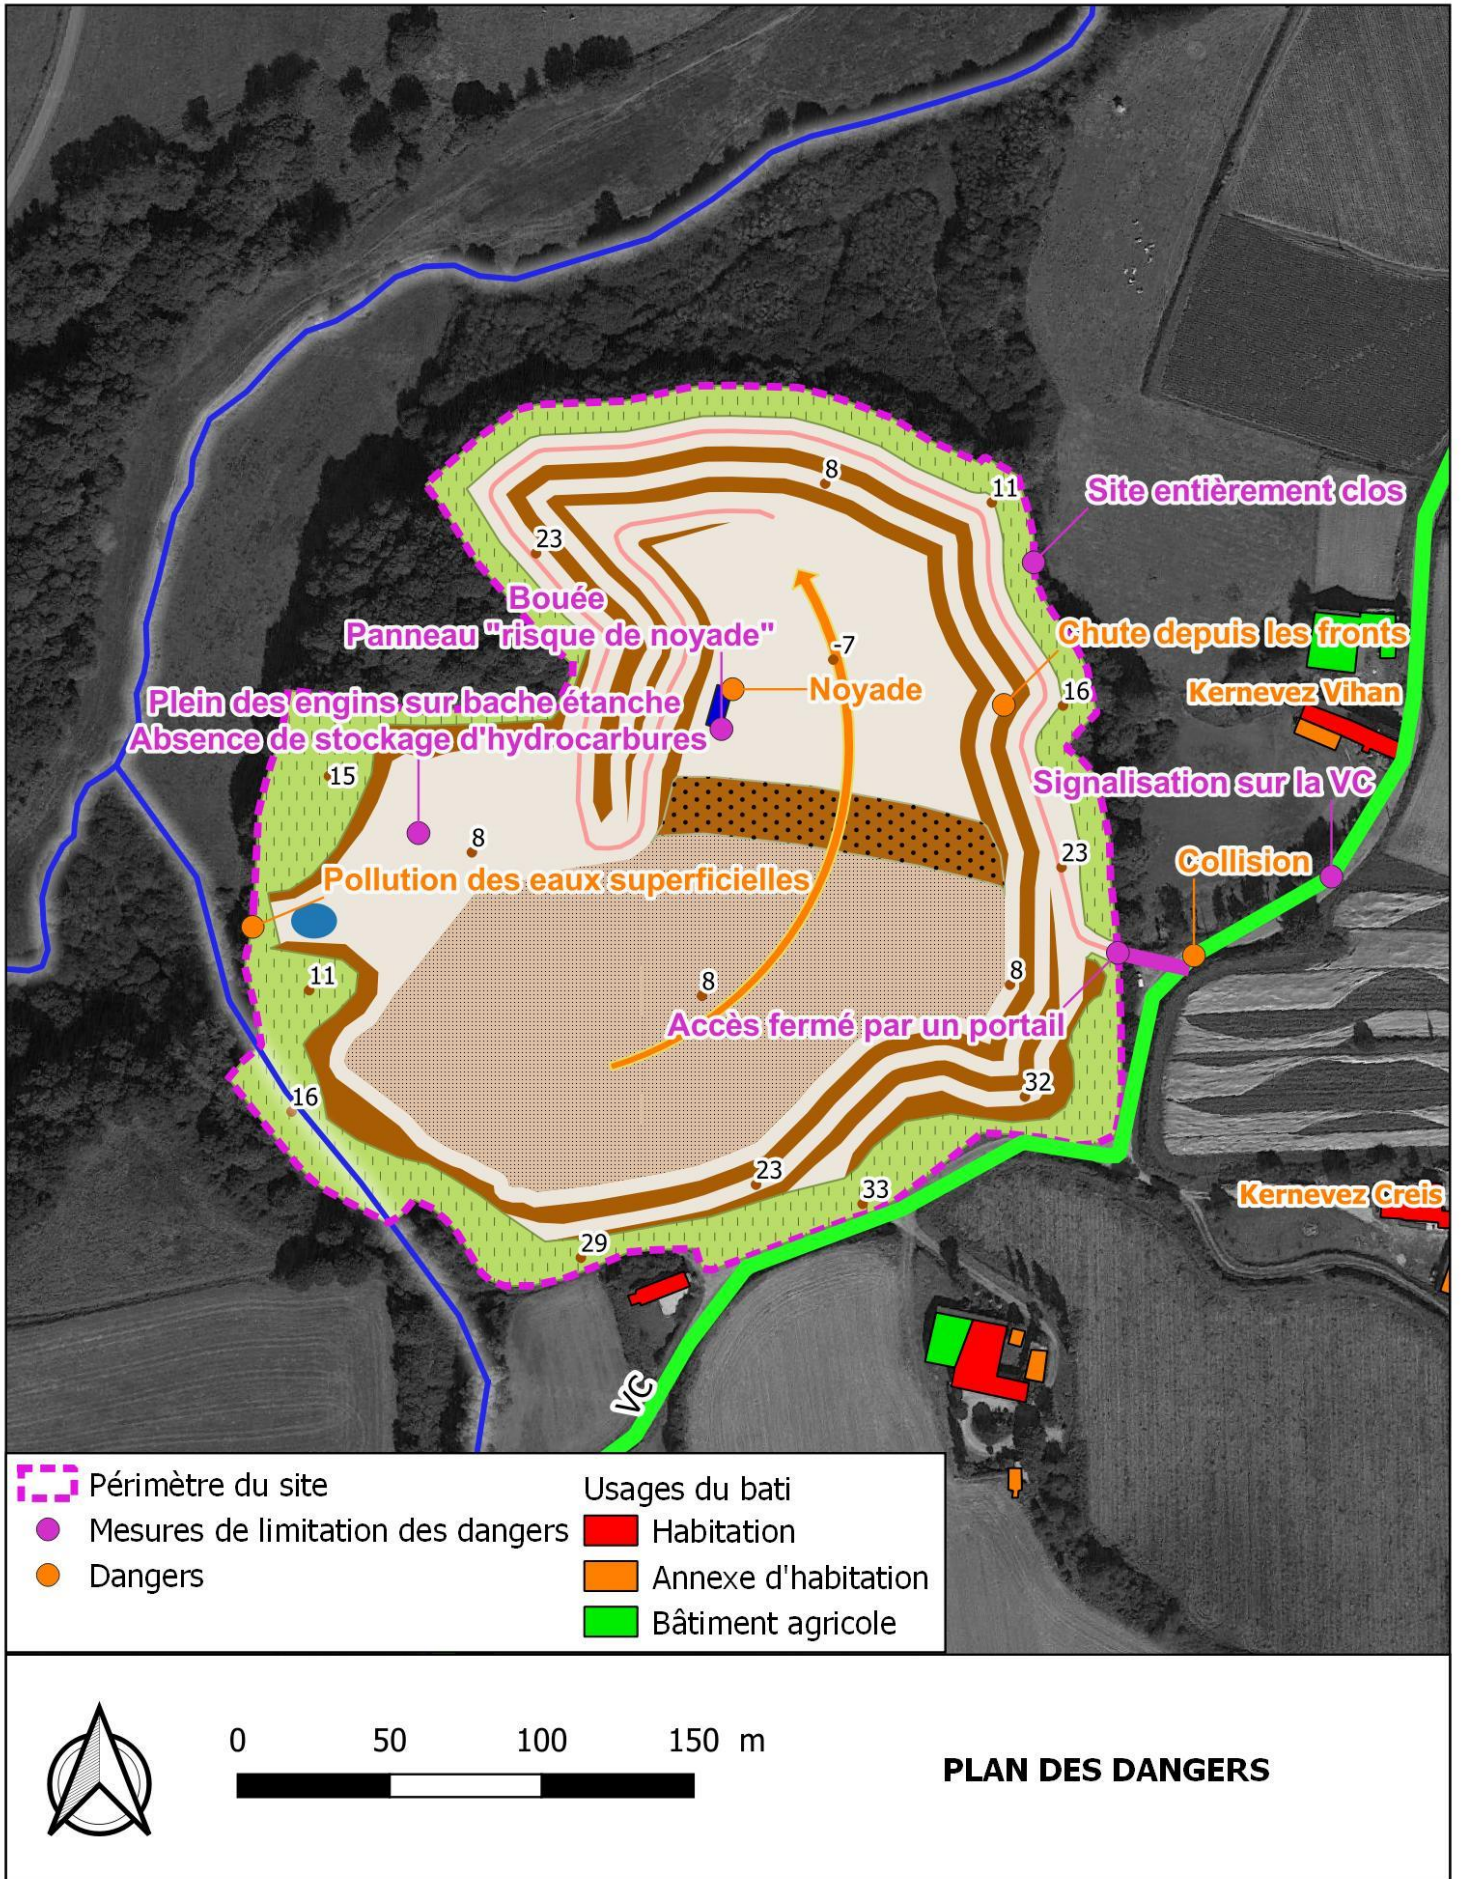 8
11
Site entièrement clos
23
Bouée
Panneau "risque de noyade"
Chute depuis les fronts
-7
Noyade
16
Kernevez Vihan
Plein des engins sur bache étanche
Absence de stockage d'hydrocarbures
15
Signalisation sur la VC
8
23
Collision
Pollution des eaux superficielles
11
8
8
Accès fermé par un portail
16
32
23
33
Kernevez Creis
29
VC
Périmètre du site
Mesures de limitation des dangers
Dangers
Usages du bati
Habitation
Annexe d'habitation
Bâtiment agricole
0 50 100 150 m
PLAN DES DANGERS